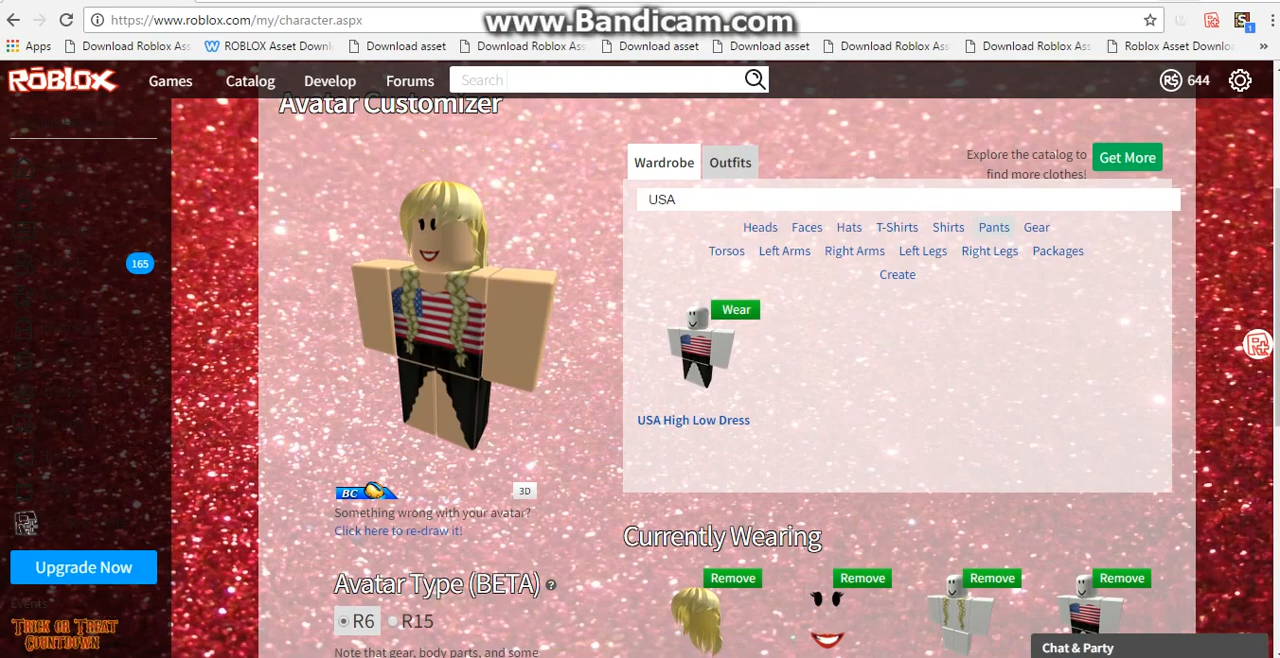 https://www.roblox.com/my/character.aspx
www.Bandicam.com
Apps Download Roblox Ass ROBLOX Asset Downl Download asset Download Roblox Ass Download asset Download asset Download Roblox Ass Download Roblox Ass Roblox Asset Downlo »
ROBLOX Games Catalog Develop Forums Search R$ 644
Avatar Customizer
Wardrobe Outfits
Explore the catalog to
find more clothes!
Get More
USA
Heads Faces Hats T-Shirts Shirts Pants Gear
Torsos Left Arms Right Arms Left Legs Right Legs Packages
Create
165
Wear
USA High Low Dress
BC 3D
Something wrong with your avatar?
Click here to re-draw it!
Currently Wearing
Upgrade Now
Avatar Type (BETA) ?
Remove Remove Remove Remove
Events
TRICK OR TREAT
COUNTDOWN
R6 R15
Note that gear, body parts, and some
Chat & Party